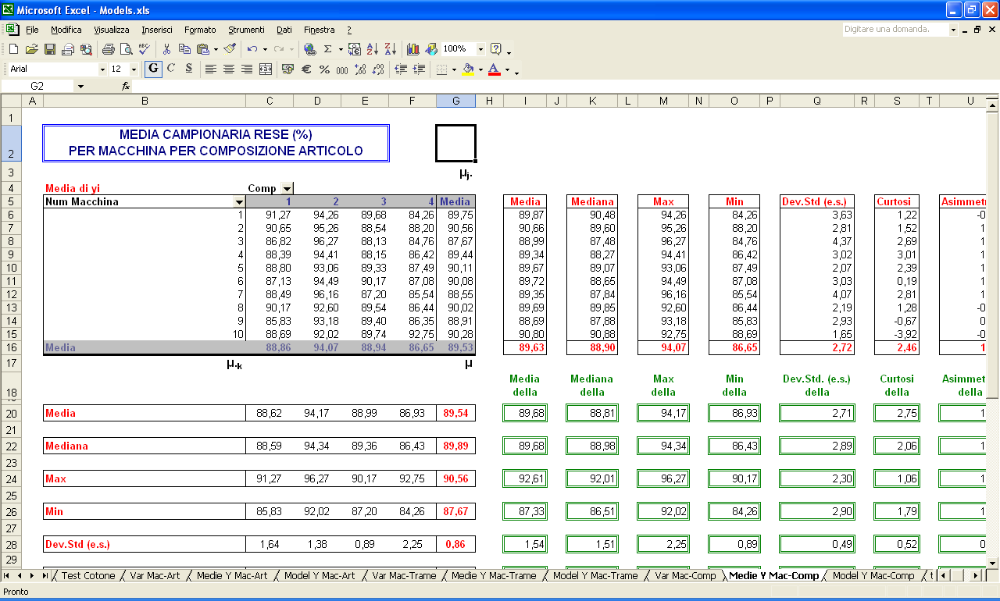 Microsoft Excel - Models.xls
File Modifica Visualizza Inserisci Formato Strumenti Dati Finestra ? Digitare una domanda.
100%
Arial 12 G C S € % 000
G2 fx
A B C D E F G H I J K L M N O P Q R S T U
1
2 MEDIA CAMPIONARIA RESE (%)
PER MACCHINA PER COMPOSIZIONE ARTICOLO
3 μj.
4 Media di yi Comp
5 Num Macchina 1 2 3 4 Media Media Mediana Max Min Dev.Std (e.s.) Curtosi Asimmet
6 1 91,27 94,26 89,68 84,26 89,75 89,87 90,48 94,26 84,26 3,63 1,22 -0
7 2 90,65 95,26 88,54 88,20 90,56 90,66 89,60 95,26 88,20 2,81 1,52 1
8 3 86,82 96,27 88,13 84,76 87,67 88,99 87,48 96,27 84,76 4,37 2,69 1
9 4 88,39 94,41 88,15 86,42 89,44 89,34 88,27 94,41 86,42 3,02 3,01 1
10 5 88,80 93,06 89,33 87,49 90,11 89,67 89,07 93,06 87,49 2,07 2,39 1
11 6 87,13 94,49 90,17 87,08 90,08 89,72 88,65 94,49 87,08 3,03 0,19 1
12 7 88,49 96,16 87,20 85,54 88,55 89,35 87,84 96,16 85,54 4,07 2,81 1
13 8 90,17 92,60 89,54 86,44 90,02 89,69 89,85 92,60 86,44 2,19 1,28 -0
14 9 85,83 93,18 89,40 86,35 88,91 88,69 87,88 93,18 85,83 2,93 -0,67 0
15 10 88,69 92,02 89,74 92,75 90,28 90,80 90,88 92,75 88,69 1,65 -3,92 -0
16 Media 88,86 94,07 88,94 86,65 89,53 89,63 88,90 94,07 86,65 2,72 2,46 1
17 μ.k μ
18 Media della Mediana della Max della Min della Dev.Std. (e.s.) della Curtosi della Asimmet della
20 Media 88,62 94,17 88,99 86,93 89,54 89,68 88,81 94,17 86,93 2,71 2,75 1
21
22 Mediana 88,59 94,34 89,36 86,43 89,89 89,68 88,98 94,34 86,43 2,89 2,06 1
23
24 Max 91,27 96,27 90,17 92,75 90,56 92,61 92,01 96,27 90,17 2,30 1,06 1
25
26 Min 85,83 92,02 87,20 84,26 87,67 87,33 86,51 92,02 84,26 2,90 1,79 1
27
28 Dev.Std (e.s.) 1,64 1,38 0,89 2,25 0,86 1,54 1,51 2,25 0,89 0,49 0,52 0
29
Test Cotone Var Mac-Art Medie Y Mac-Art Model Y Mac-Art Var Mac-Trame Medie Y Mac-Trame Model Y Mac-Trame Var Mac-Comp Medie Y Mac-Comp Model Y Mac-Comp
Pronto